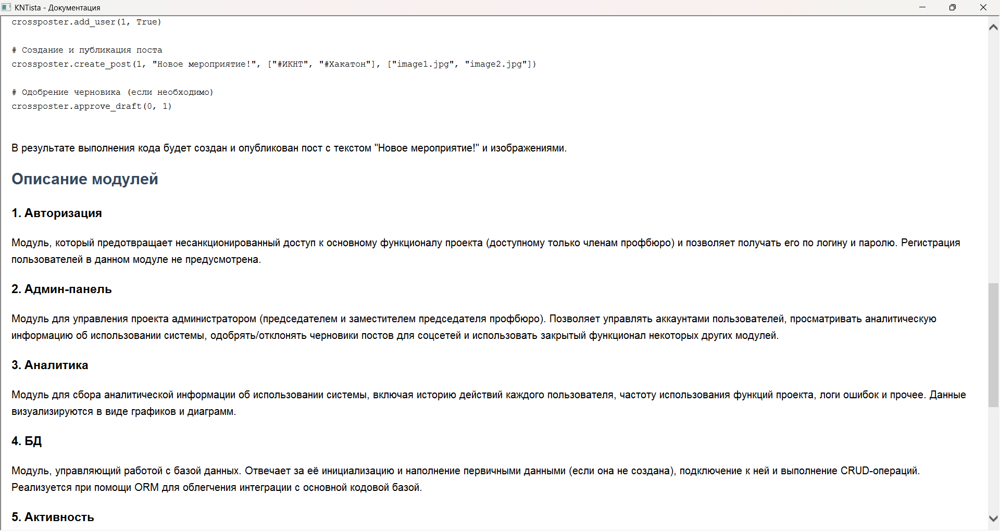 KNTista - Документация
crossposter.add_user(1, True)
# Создание и публикация поста
crossposter.create_post(1, "Новое мероприятие!", ["#ИКНТ", "#Хакатон"], ["image1.jpg", "image2.jpg"])
# Одобрение черновика (если необходимо)
crossposter.approve_draft(0, 1)
В результате выполнения кода будет создан и опубликован пост с текстом "Новое мероприятие!" и изображениями.
Описание модулей
1. Авторизация
Модуль, который предотвращает несанкционированный доступ к основному функционалу проекта (доступному только членам профбюро) и позволяет получать его по логину и паролю. Регистрация
пользователей в данном модуле не предусмотрена.
2. Админ-панель
Модуль для управления проекта администратором (председателем и заместителем председателя профбюро). Позволяет управлять аккаунтами пользователей, просматривать аналитическую
информацию об использовании системы, одобрять/отклонять черновики постов для соцсетей и использовать закрытый функционал некоторых других модулей.
3. Аналитика
Модуль для сбора аналитической информации об использовании системы, включая историю действий каждого пользователя, частоту использования функций проекта, логи ошибок и прочее. Данные
визуализируются в виде графиков и диаграмм.
4. БД
Модуль, управляющий работой с базой данных. Отвечает за её инициализацию и наполнение первичными данными (если она не создана), подключение к ней и выполнение CRUD-операций.
Реализуется при помощи ORM для облегчения интеграции с основной кодовой базой.
5. Активность